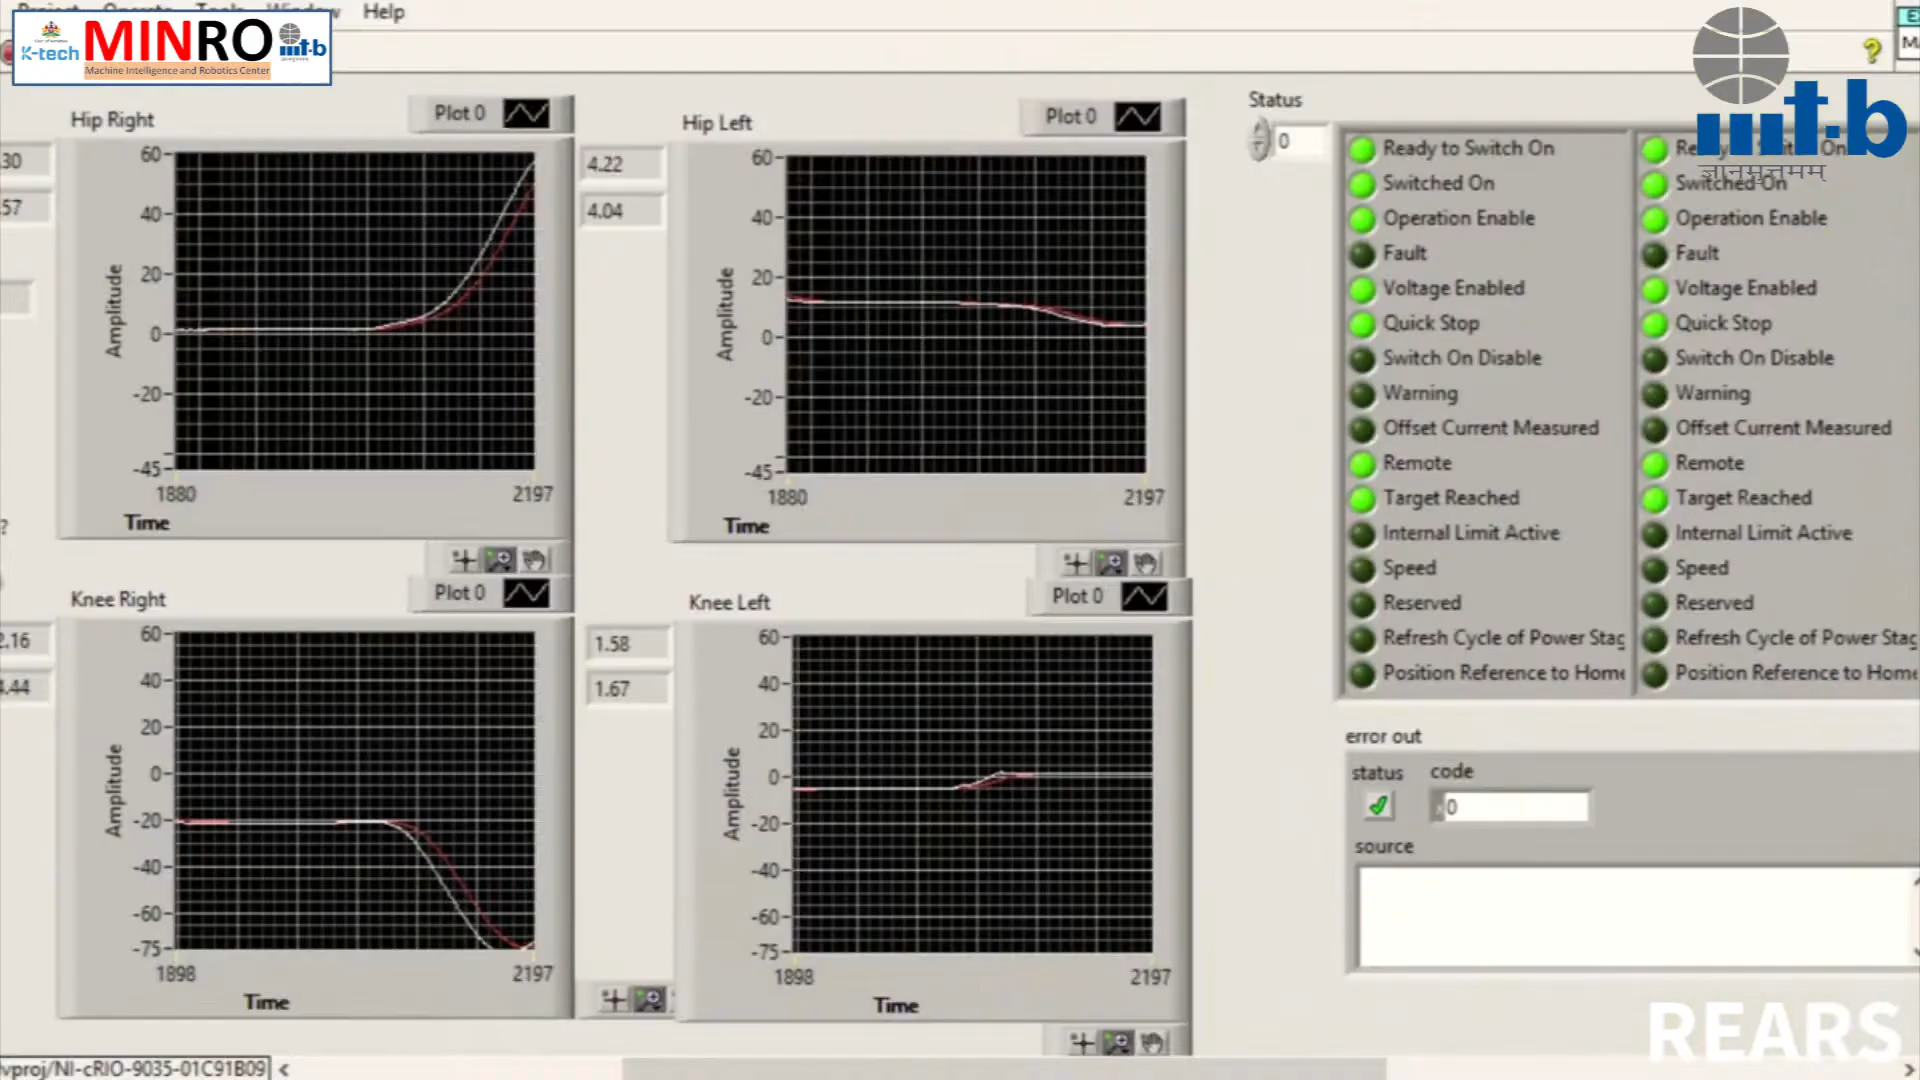 Project Operate Tools Window Help
K-tech MINRO iiit-b
Machine Intelligence and Robotics Center
iiit-b
ज्ञानमुत्तमम्
Hip Right
Plot 0
60
40
20
0
-20
-45
Amplitude
1880
2197
Time
.30
.57
Hip Left
Plot 0
4.22
4.04
60
40
20
0
-20
-45
Amplitude
1880
2197
Time
Knee Right
Plot 0
2.16
4.44
60
40
20
0
-20
-40
-60
-75
Amplitude
1898
2197
Time
Knee Left
Plot 0
1.58
1.67
60
40
20
0
-20
-40
-60
-75
Amplitude
1898
2197
Time
Status
0
Ready to Switch On
Switched On
Operation Enable
Fault
Voltage Enabled
Quick Stop
Switch On Disable
Warning
Offset Current Measured
Remote
Target Reached
Internal Limit Active
Speed
Reserved
Refresh Cycle of Power Stag
Position Reference to Home
Switched On
Operation Enable
Fault
Voltage Enabled
Quick Stop
Switch On Disable
Warning
Offset Current Measured
Remote
Target Reached
Internal Limit Active
Speed
Reserved
Refresh Cycle of Power Stag
Position Reference to Home
error out
status code
0
source
REARS
vproj/NI-cRIO-9035-01C91B09